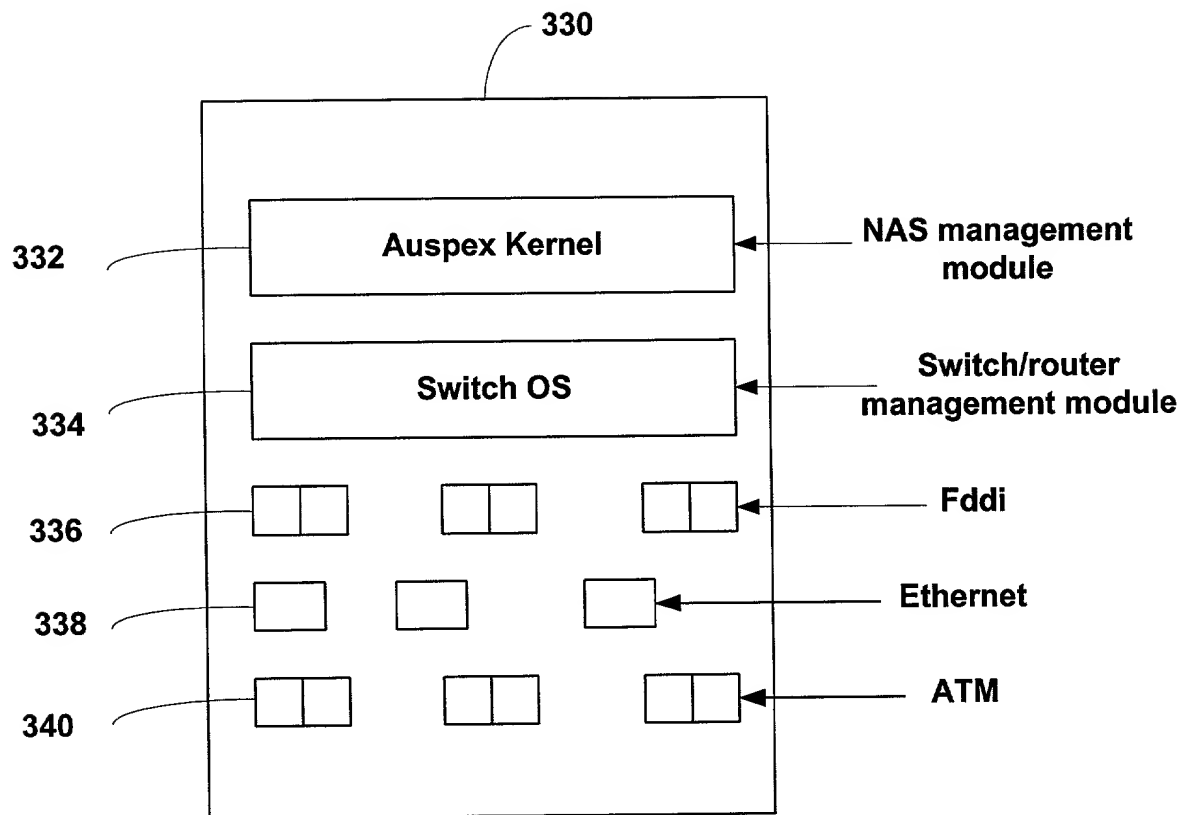 330
332
Auspex Kernel
NAS management
module
334
Switch OS
Switch/router
management module
336
Fddi
338
Ethernet
340
ATM